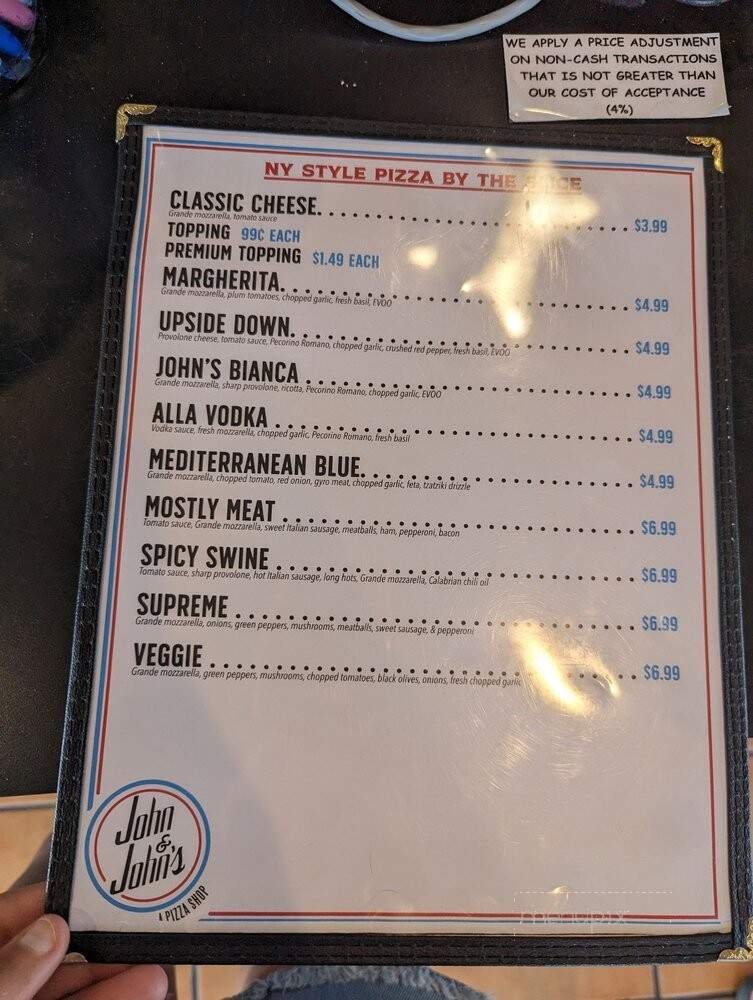 WE APPLY A PRICE ADJUSTMENT
ON NON-CASH TRANSACTIONS
THAT IS NOT GREATER THAN
OUR COST OF ACCEPTANCE
(4%)
NY STYLE PIZZA BY THE SLICE
CLASSIC CHEESE. $3.99
Grande mozzarella, tomato sauce
TOPPING 99¢ EACH
PREMIUM TOPPING $1.49 EACH
MARGHERITA. $4.99
Grande mozzarella, plum tomatoes, chopped garlic, fresh basil, EVOO
UPSIDE DOWN. $4.99
Provolone cheese, tomato sauce, Pecorino Romano, chopped garlic, crushed red pepper, fresh basil, EVOO
JOHN'S BIANCA $4.99
Grande mozzarella, sharp provolone, ricotta, Pecorino Romano, chopped garlic, EVOO
ALLA VODKA $4.99
Vodka sauce, fresh mozzarella, chopped garlic, Pecorino Romano, fresh basil
MEDITERRANEAN BLUE. $4.99
Grande mozzarella, chopped tomato, red onion, gyro meat, chopped garlic, feta, tzatziki drizzle
MOSTLY MEAT $6.99
Tomato sauce, Grande mozzarella, sweet Italian sausage, meatballs, ham, pepperoni, bacon
SPICY SWINE $6.99
Tomato sauce, sharp provolone, hot Italian sausage, long hots, Grande mozzarella, Calabrian chili oil
SUPREME $6.99
Grande mozzarella, onions, green peppers, mushrooms, meatballs, sweet sausage, & pepperoni
VEGGIE $6.99
Grande mozzarella, green peppers, mushrooms, chopped tomatoes, black olives, onions, fresh chopped garlic
John
&
John's
A PIZZA SHOP
menupix